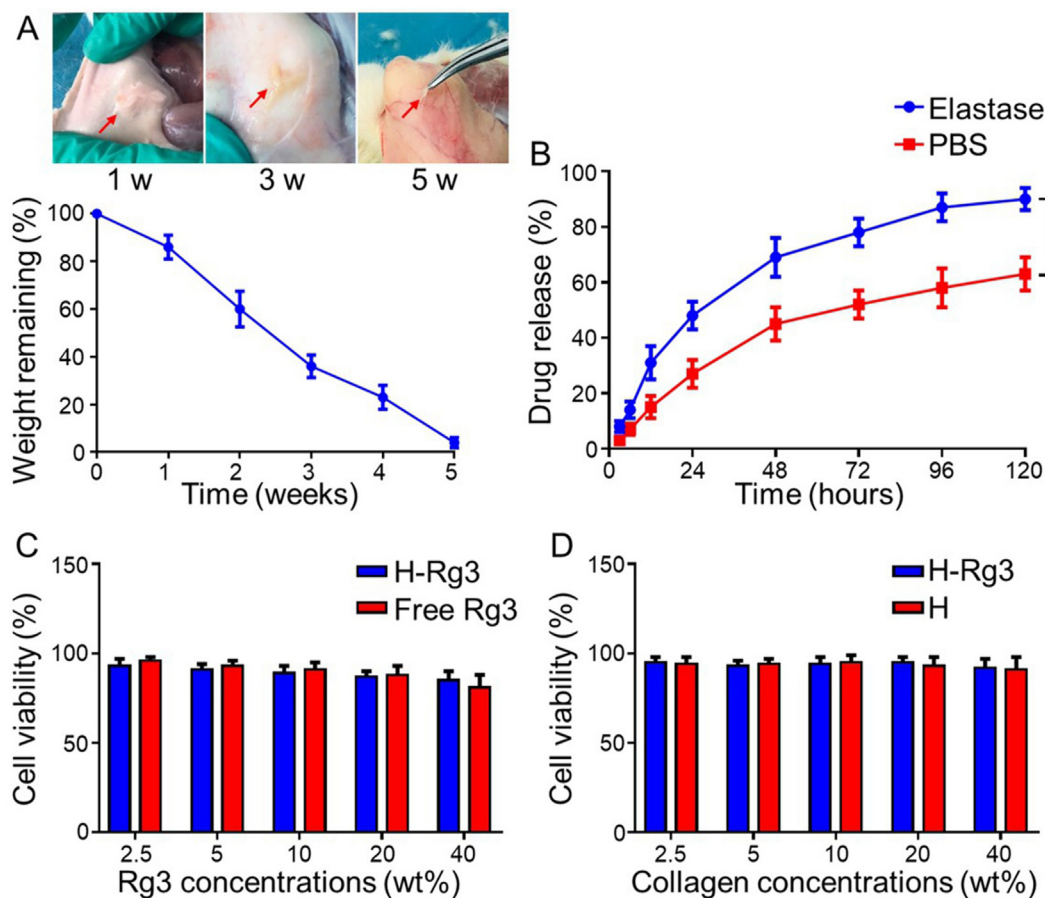 A
1 w 3 w 5 w
Weight remaining (%)
100
80
60
40
20
0
0 1 2 3 4 5
Time (weeks)
B
Elastase
PBS
Drug release (%)
100
80
60
40
20
0
0 24 48 72 96 120
Time (hours)
C
H-Rg3
Free Rg3
Cell viability (%)
150
100
50
0
2.5 5 10 20 40
Rg3 concentrations (wt%)
D
H-Rg3
H
Cell viability (%)
150
100
50
0
2.5 5 10 20 40
Collagen concentrations (wt%)